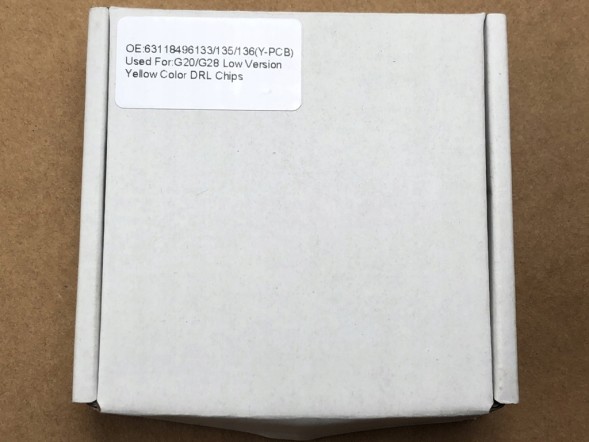 OE:63118496133/135/136(Y-PCB)
Used For:G20/G28 Low Version
Yellow Color DRL Chips